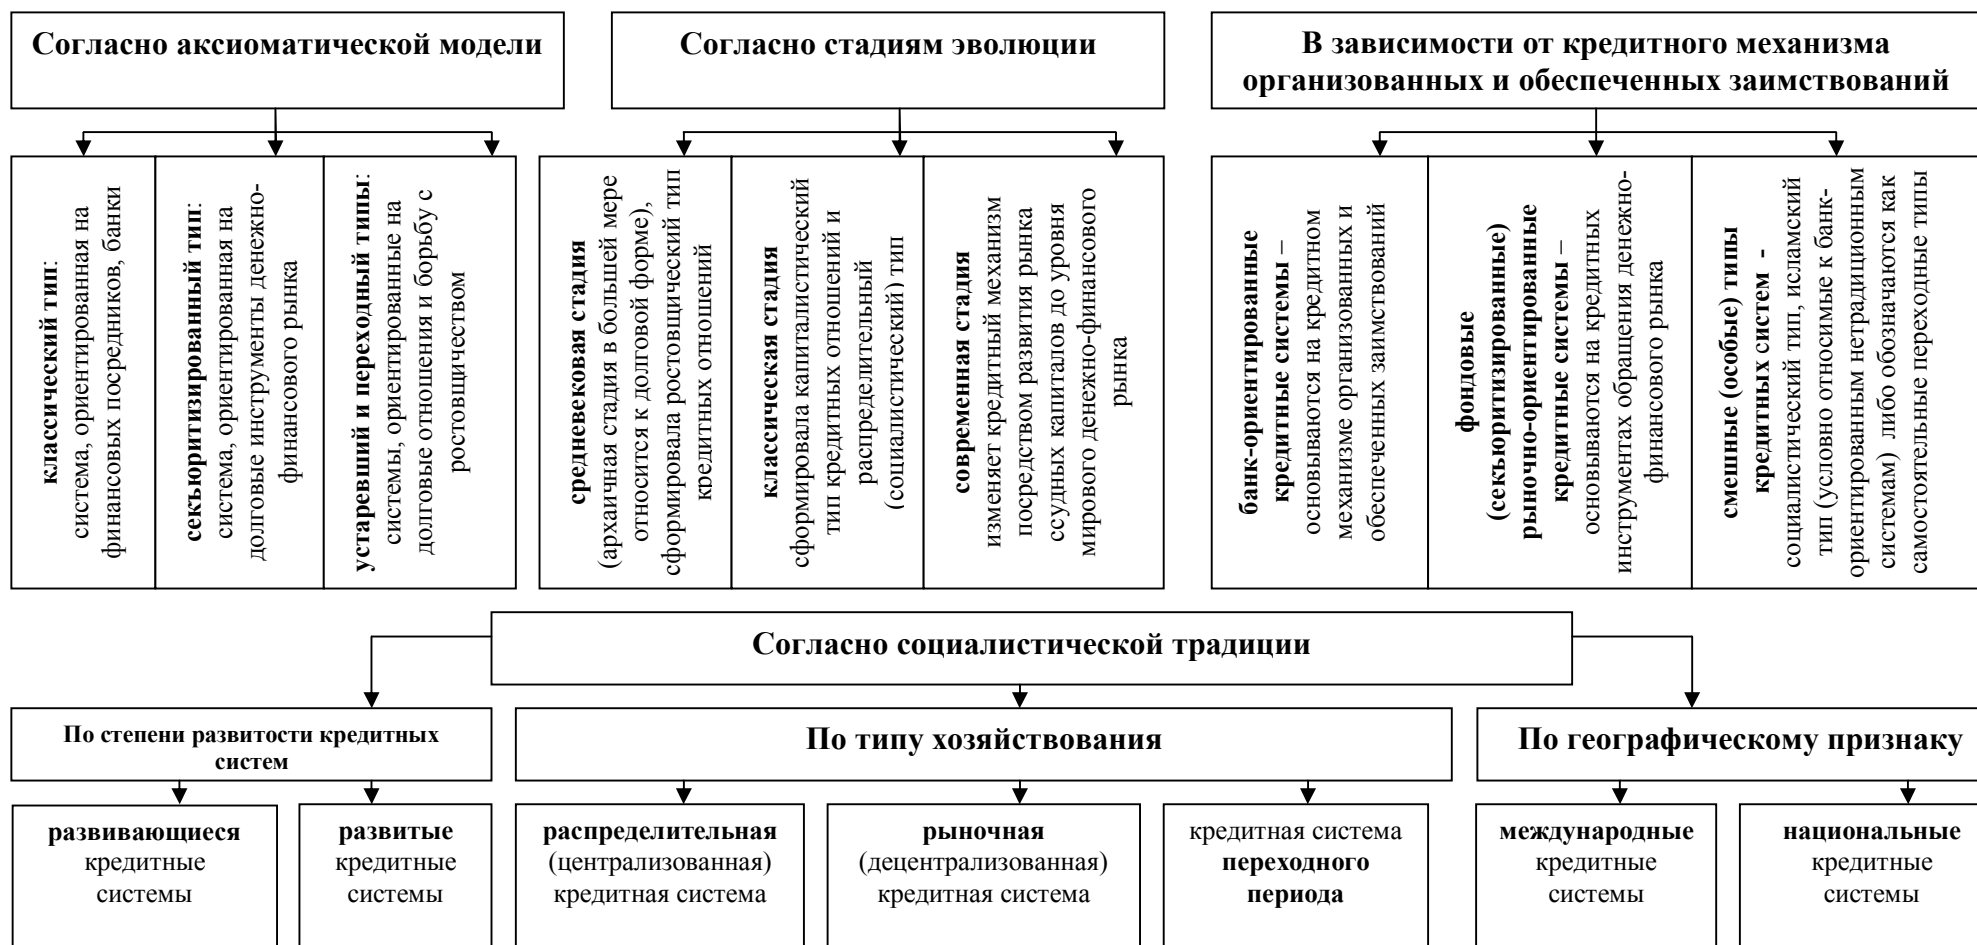 Согласно аксиоматической модели
Согласно стадиям эволюции
В зависимости от кредитного механизма
организованных и обеспеченных заимствований
классический тип:
система, ориентированная на
финансовых посредников, банки
секъюритизированный тип:
система, ориентированная на
долговые инструменты денежно-
финансового рынка
устаревший и переходный типы:
системы, ориентированные на
долговые отношения и борьбу с
ростовщичеством
средневековая стадия
(архаичная стадия в большей мере
относится к долговой форме),
сформировала ростовщический тип
кредитных отношений
классическая стадия
сформировала капиталистический
тип кредитных отношений и
распределительный
(социалистический) тип
современная стадия
изменяет кредитный механизм
посредством развития рынка
ссудных капиталов до уровня
мирового денежно-финансового
рынка
банк-ориентированные
кредитные системы –
основываются на кредитном
механизме организованных и
обеспеченных заимствований
фондовые
(секъюритизированные)
рыночно-ориентированные
кредитные системы –
основываются на кредитных
инструментах обращения денежно-
финансового рынка
смешные (особые) типы
кредитных систем -
социалистический тип, исламский
тип (условно относимые к банк-
ориентированным нетрадиционным
системам) либо обозначаются как
самостоятельные переходные типы
Согласно социалистической традиции
По степени развитости кредитных
систем
По типу хозяйствования
По географическому признаку
развивающиеся
кредитные
системы
развитые
кредитные
системы
распределительная
(централизованная)
кредитная система
рыночная
(децентрализованная)
кредитная система
кредитная система
переходного
периода
международные
кредитные
системы
национальные
кредитные
системы